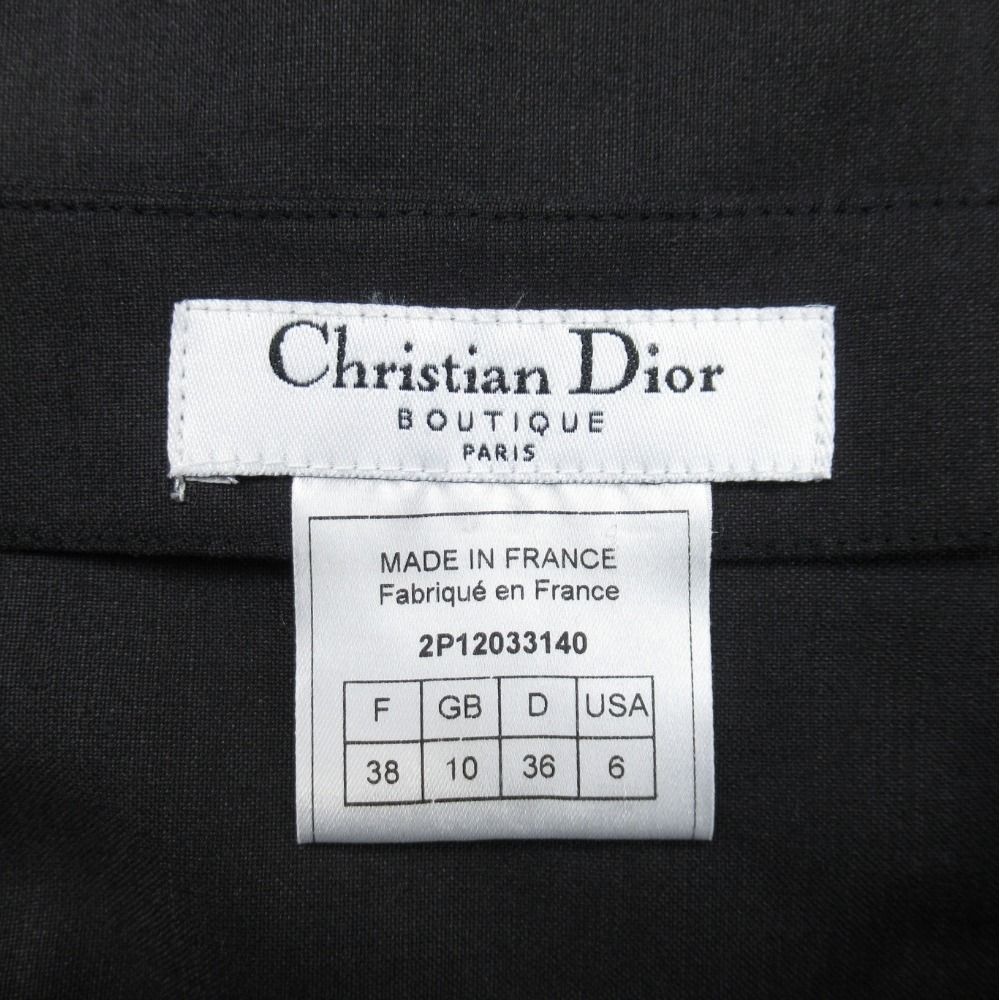 Christian Dior
BOUTIQUE
PARIS
MADE IN FRANCE
Fabriqué en France
2P12033140
F GB D USA
38 10 36 6